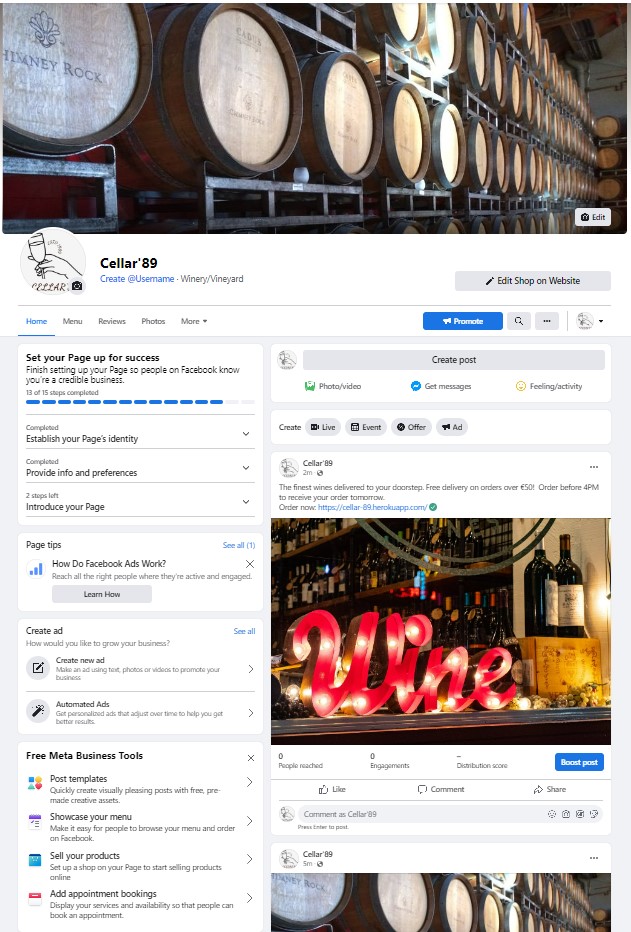 CHIMNEY ROCK
Edit
CELLAR
Cellar'89
Create @Username · Winery/Vineyard
Edit Shop on Website
Home
Menu
Reviews
Photos
More
Promote
Set your Page up for success
Finish setting up your Page so people on Facebook know
you're a credible business.
13 of 15 steps completed
Completed
Establish your Page's identity
Completed
Provide info and preferences
2 steps left
Introduce your Page
Page tips
See all (1)
How Do Facebook Ads Work?
Reach all the right people where they're active and engaged.
Learn How
Create ad
See all
How would you like to grow your business?
Create new ad
Make an ad using text, photos or videos to promote your
business
Automated Ads
Get personalized ads that adjust over time to help you get
better results.
Free Meta Business Tools
Post templates
Quickly create visually pleasing posts with free, pre-
made creative assets.
Showcase your menu
Make it easy for people to browse your menu and order
on Facebook.
Sell your products
Set up a shop on your Page to start selling products
online
Add appointment bookings
Display your services and availability so that people can
book an appointment.
Create post
Photo/video
Get messages
Feeling/activity
Create
Live
Event
Offer
Ad
Cellar'89
2m ·
The finest wines delivered to your doorstep. Free delivery on orders over €50! Order before 4PM
to receive your order tomorrow.
Order now: https://cellar-89.herokuapp.com/
Wine
0
People reached
0
Engagements
–
Distribution score
Boost post
Like
Comment
Share
Comment as Cellar'89
Press Enter to post.
Cellar'89
5m ·